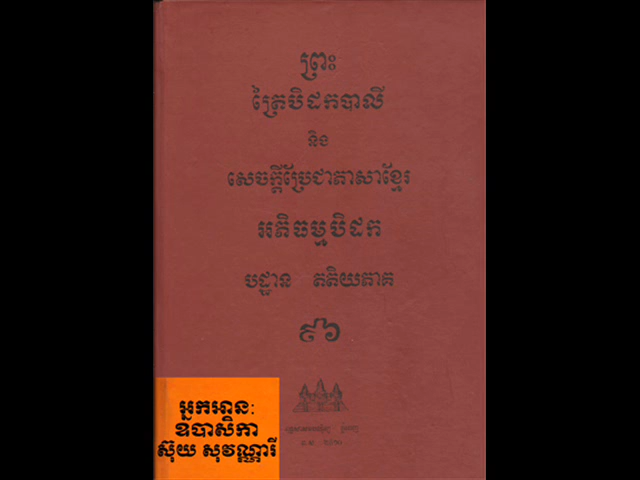 ព្រះ
ត្រៃបិដកបាលី
និង
សេចក្ដីប្រែជាភាសាខ្មែរ
អភិធម្មបិដក
បដ្ឋាន តតិយភាគ
៩៦
អ្នកអាន:
ឧបាសិកា
ស៊ុយ សុវណ្ណារី